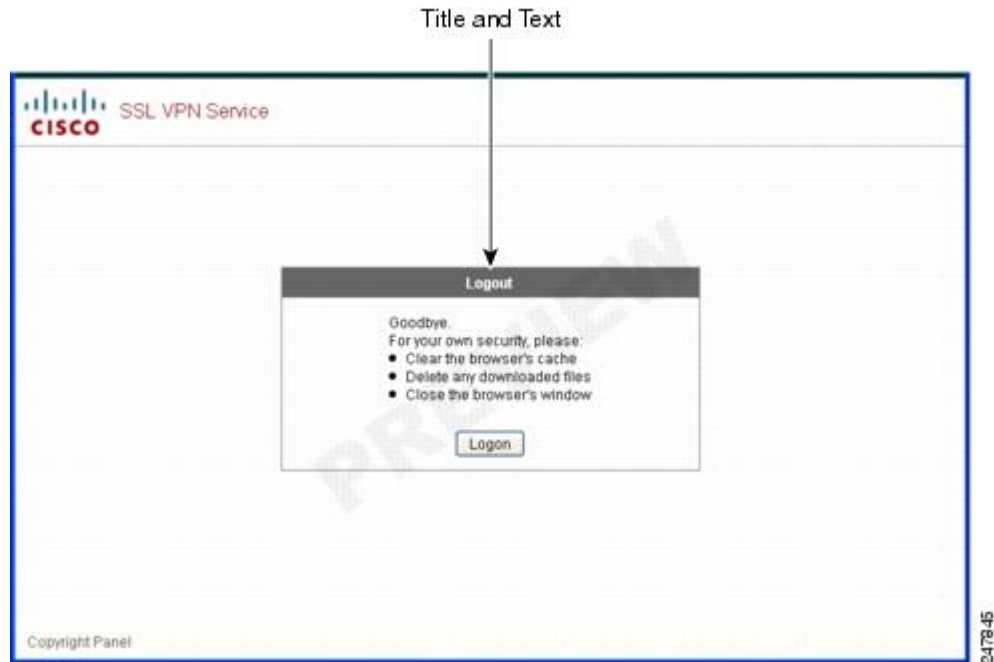 Title and Text
CISCO SSL VPN Service
Logout
Goodbye.
For your own security, please:
● Clear the browser's cache
● Delete any downloaded files
● Close the browser's window
Logon
PREVIEW
Copyright Panel
247845